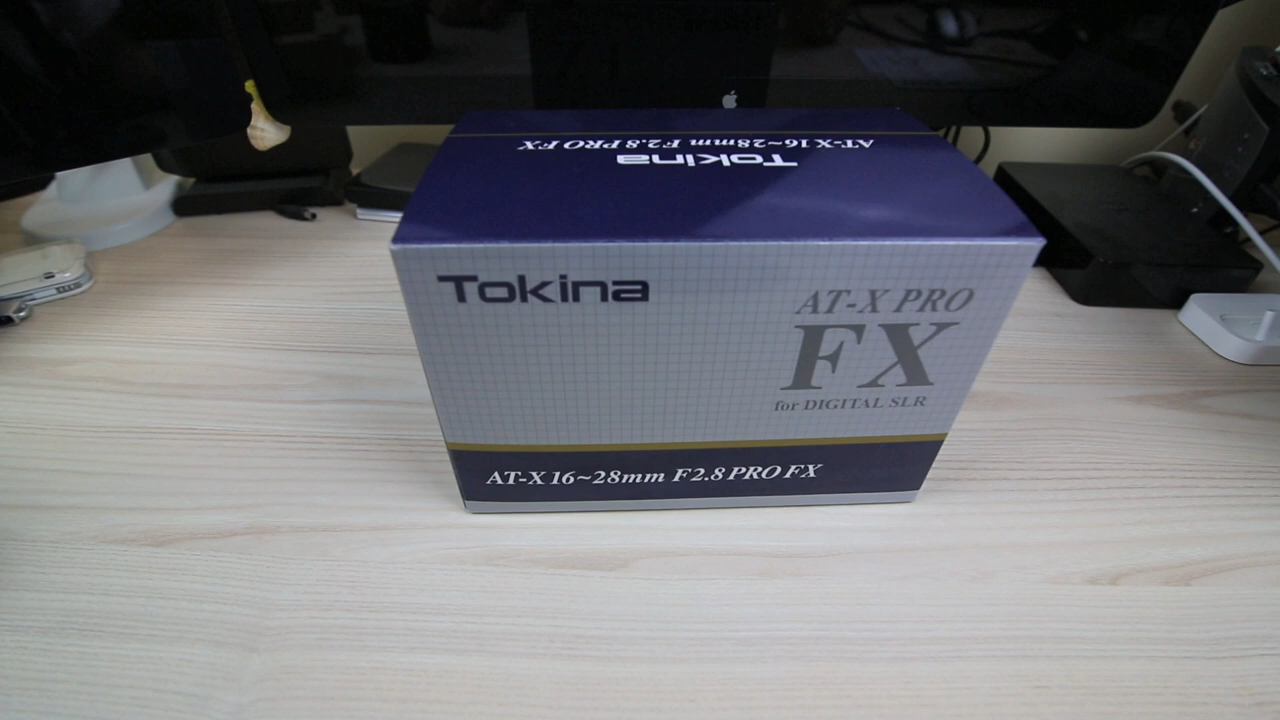 AT-X 16~28mm F2.8 PRO FX
Tokina
Tokina
AT-X PRO
FX
for DIGITAL SLR
AT-X 16~28mm F2.8 PRO FX